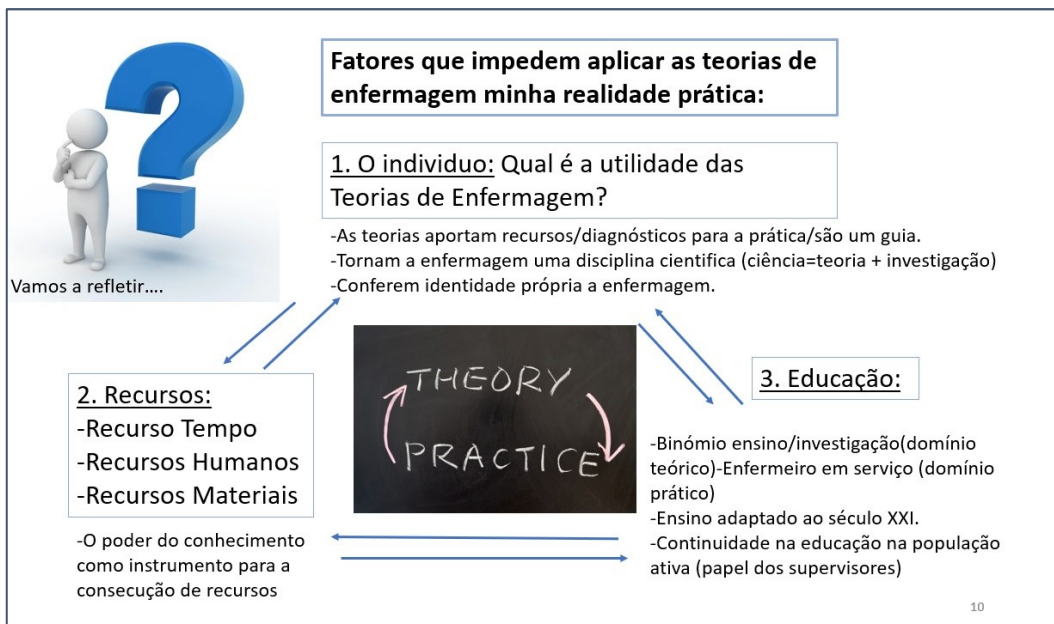 Fatores que impedem aplicar as teorias de
enfermagem minha realidade prática:
1. O individuo: Qual é a utilidade das
Teorias de Enfermagem?
-As teorias aportam recursos/diagnósticos para a prática/são um guia.
-Tornam a enfermagem uma disciplina cientifica (ciência=teoria + investigação)
-Conferem identidade própria a enfermagem.
Vamos a refletir....
2. Recursos:
-Recurso Tempo
-Recursos Humanos
-Recursos Materiais
-O poder do conhecimento
como instrumento para a
consecução de recursos
THEORY
PRACTICE
3. Educação:
-Binómio ensino/investigação(domínio
teórico)-Enfermeiro em serviço (domínio
prático)
-Ensino adaptado ao século XXI.
-Continuidade na educação na população
ativa (papel dos supervisores)
10